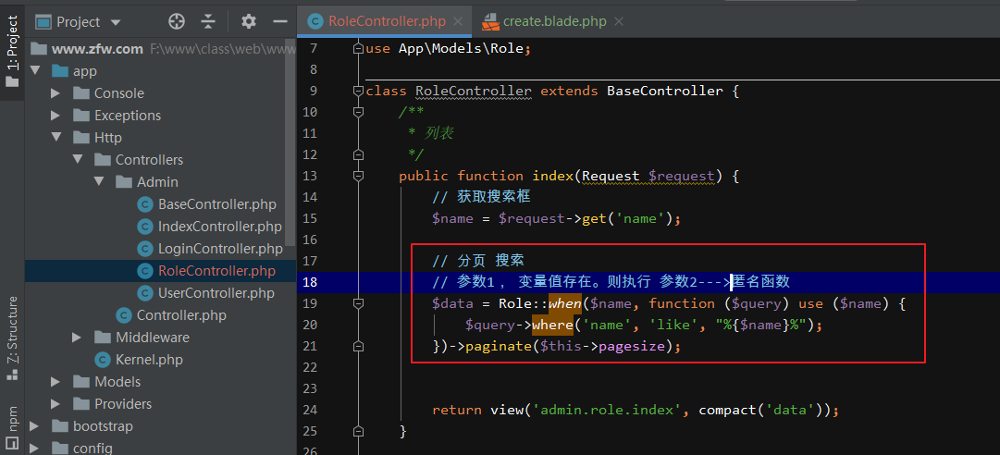 1: Project
Z: Structure
npm
Project
www.zfw.com F:\www\class\web\www
app
Console
Exceptions
Http
Controllers
Admin
BaseController.php
IndexController.php
LoginController.php
RoleController.php
UserController.php
Controller.php
Middleware
Kernel.php
Models
Providers
bootstrap
config
RoleController.php
create.blade.php
7 use App\Models\Role;
8
9 class RoleController extends BaseController {
10 /**
11 * 列表
12 */
13 public function index(Request $request) {
14 // 获取搜索框
15 $name = $request->get('name');
16
17 // 分页 搜索
18 // 参数1 , 变量值存在。则执行 参数2--->匿名函数
19 $data = Role::when($name, function ($query) use ($name) {
20 $query->where('name', 'like', "%{$name}%");
21 })->paginate($this->pagesize);
22
23
24 return view('admin.role.index', compact('data'));
25 }
26